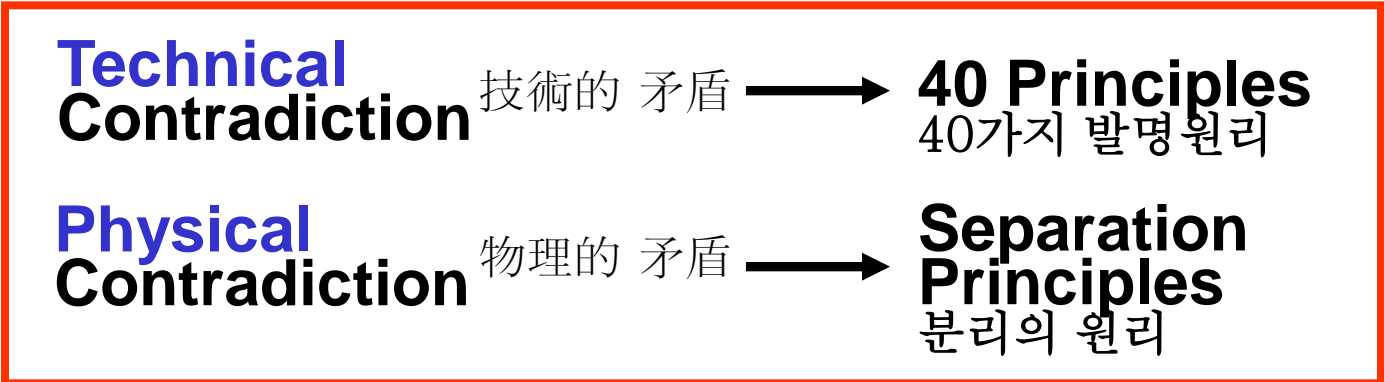 Technical
Contradiction 技術的 矛盾
40 Principles
40가지 발명원리
Physical
Contradiction 物理的 矛盾
Separation
Principles
분리의 원리